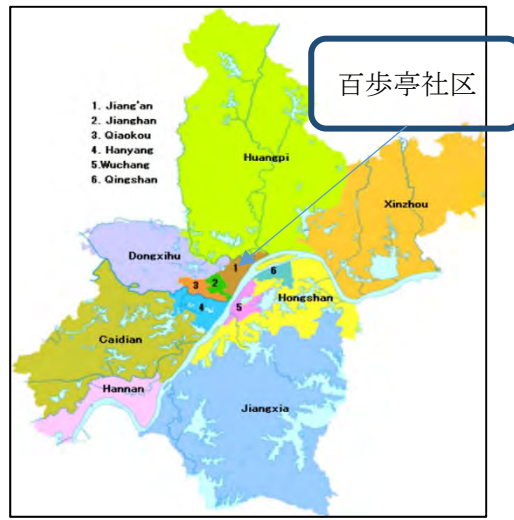 百歩亭社区
1. Jiang'an
2. Jianghan
3. Qiaokou
4. Hanyang
5.Wuchang
6. Qingshan
Huangpi
Xinzhou
Dongxihu
1
2
3
6
Hongshan
4
5
Caidian
Hannan
Jiangxia